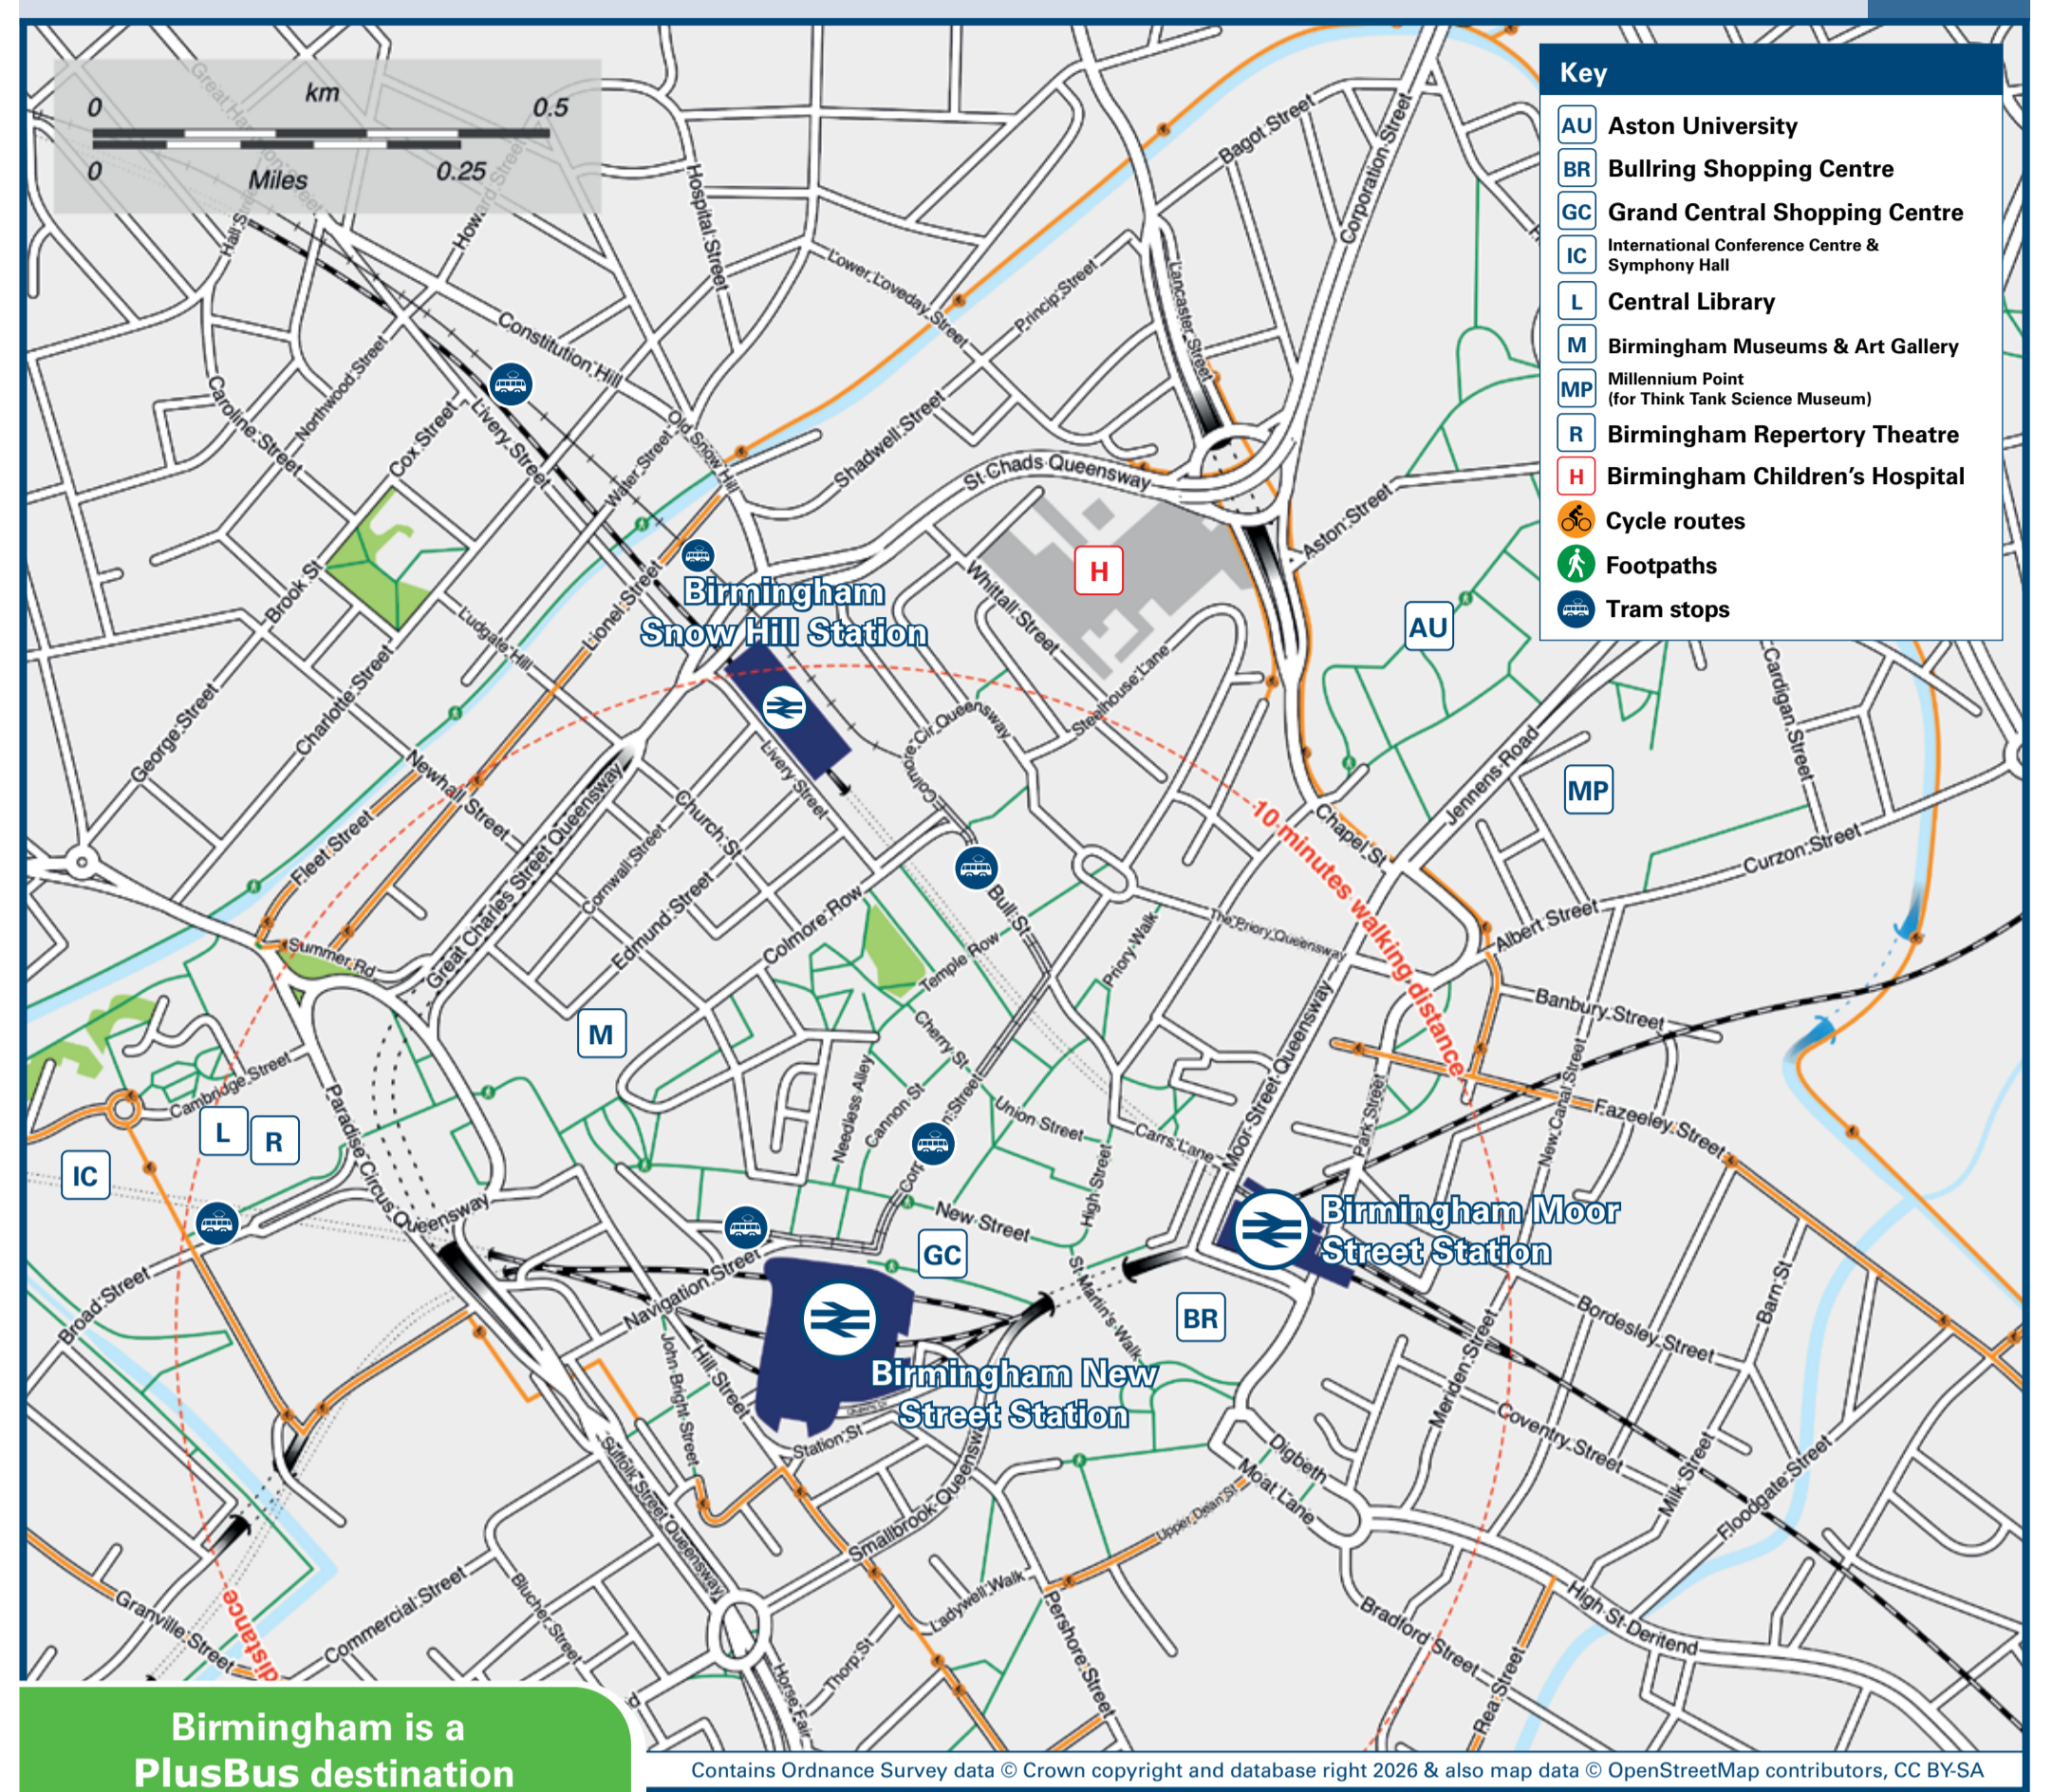 0 km 0.5
0 Miles 0.25
Key
AU Aston University
BR Bullring Shopping Centre
GC Grand Central Shopping Centre
IC International Conference Centre &
Symphony Hall
L Central Library
M Birmingham Museums & Art Gallery
MP Millennium Point
(for Think Tank Science Museum)
R Birmingham Repertory Theatre
H Birmingham Children's Hospital
Cycle routes
Footpaths
Tram stops
Howard Street
Hospital Street
Bagot Street
Corporation Street
Lower Loveday Street
Princip Street
Lancaster Street
Constitution Hill
Northwood Street
Caroline Street
Cox Street
Livery Street
Old Snow Hill
Water Street
Shadwell Street
St Chads Queensway
Aston Street
Brook St
Ludgate Hill
Lionel Street
Birmingham
Snow Hill Station
Whittall Street
H
AU
Steelhouse Lane
Colmore Cir Queensway
George Street
Charlotte Street
Newhall Street
Livery Street
Cardigan Street
Jennens Road
MP
Curzon Street
Chapel St
Albert Street
10 minutes walking distance
Fleet Street
Great Charles Street Queensway
Church St
Cornwall Street
Edmund Street
Colmore Row
Bull St
The Priory Queensway
Priory Walk
Temple Row
Summer Rd
Banbury Street
M
Cherry St
Cannon St
Needless Alley
Union Street
Carrs Lane
Moor Street Queensway
Park Street
New Canal Street
Fazeeley Street
Cambridge Street
L
R
IC
Paradise Circus Queensway
High Street
New Street
GC
Birmingham Moor
Street Station
Broad Street
Navigation Street
St Martin's Walk
BR
Bordesley Street
Barn St
Meriden Street
John Bright Street
Hill Street
Birmingham New
Street Station
Station St
Coventry Street
Milk Street
Floodgate Street
Digbeth
Moat Lane
Suffolk Street Queensway
Smallbrook Queensway
Upper Dean St
Ladywell Walk
Granville Street
distance
Commercial Street
Blucher Street
Thorp St
Horse Fair
Pershore Street
Bradford Street
High St Deritend
Rea Street
Birmingham is a
PlusBus destination
Contains Ordnance Survey data © Crown copyright and database right 2026 & also map data © OpenStreetMap contributors, CC BY-SA